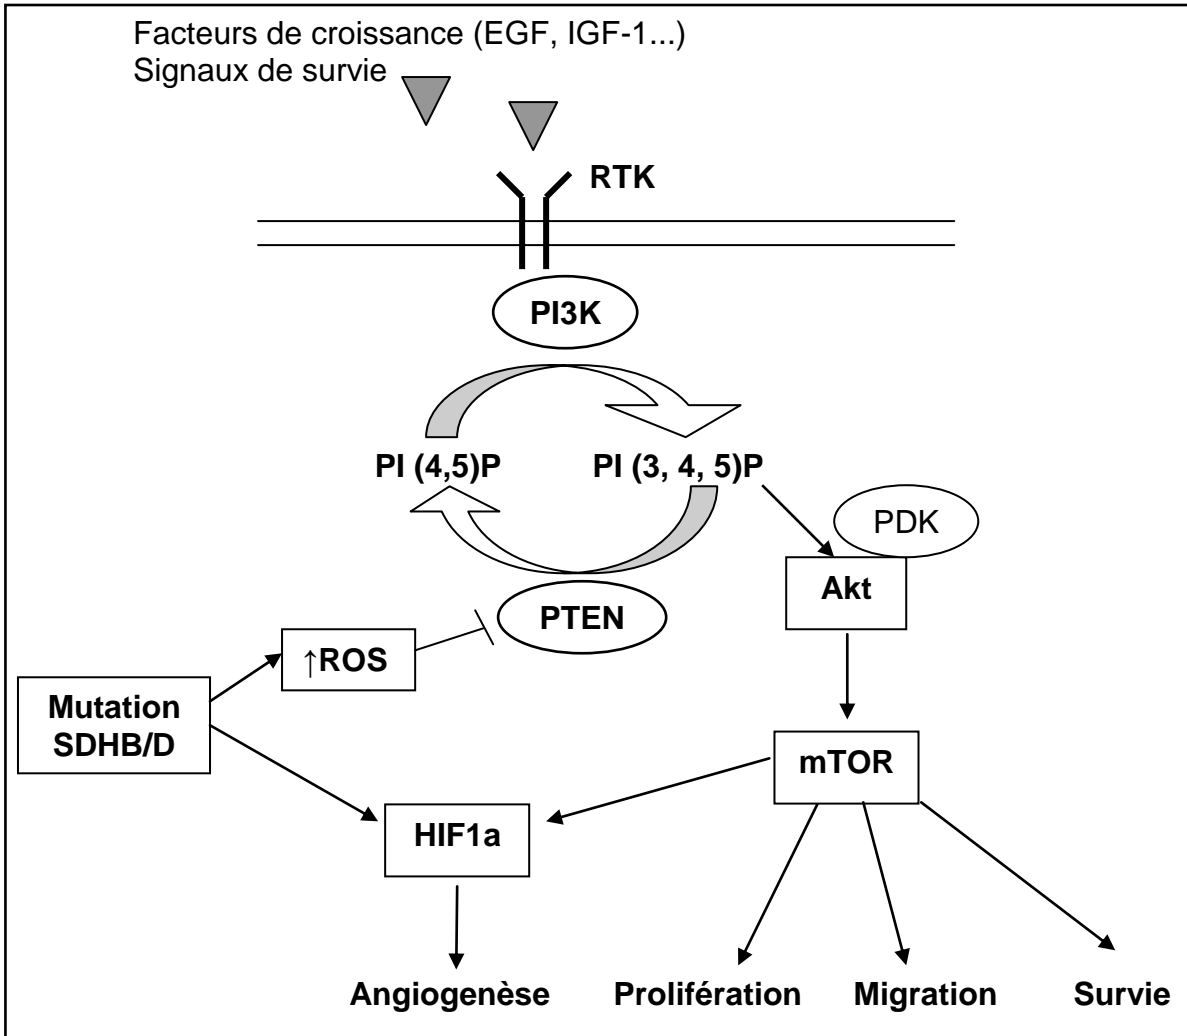 Facteurs de croissance (EGF, IGF-1...)
Signaux de survie
RTK
PI3K
PI (4,5)P
PI (3, 4, 5)P
PDK
Akt
PTEN
↑ROS
Mutation
SDHB/D
mTOR
HIF1a
Angiogenèse
Prolifération
Migration
Survie